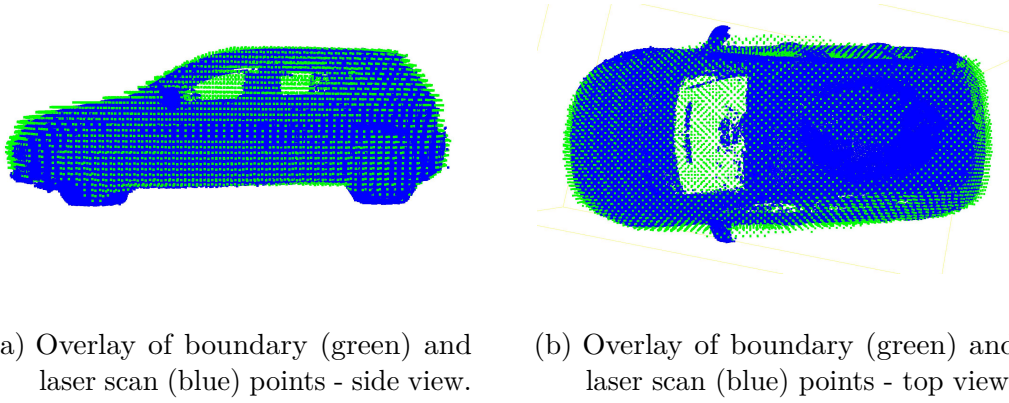 a) Overlay of boundary (green) and
laser scan (blue) points - side view.
(b) Overlay of boundary (green) and
laser scan (blue) points - top view